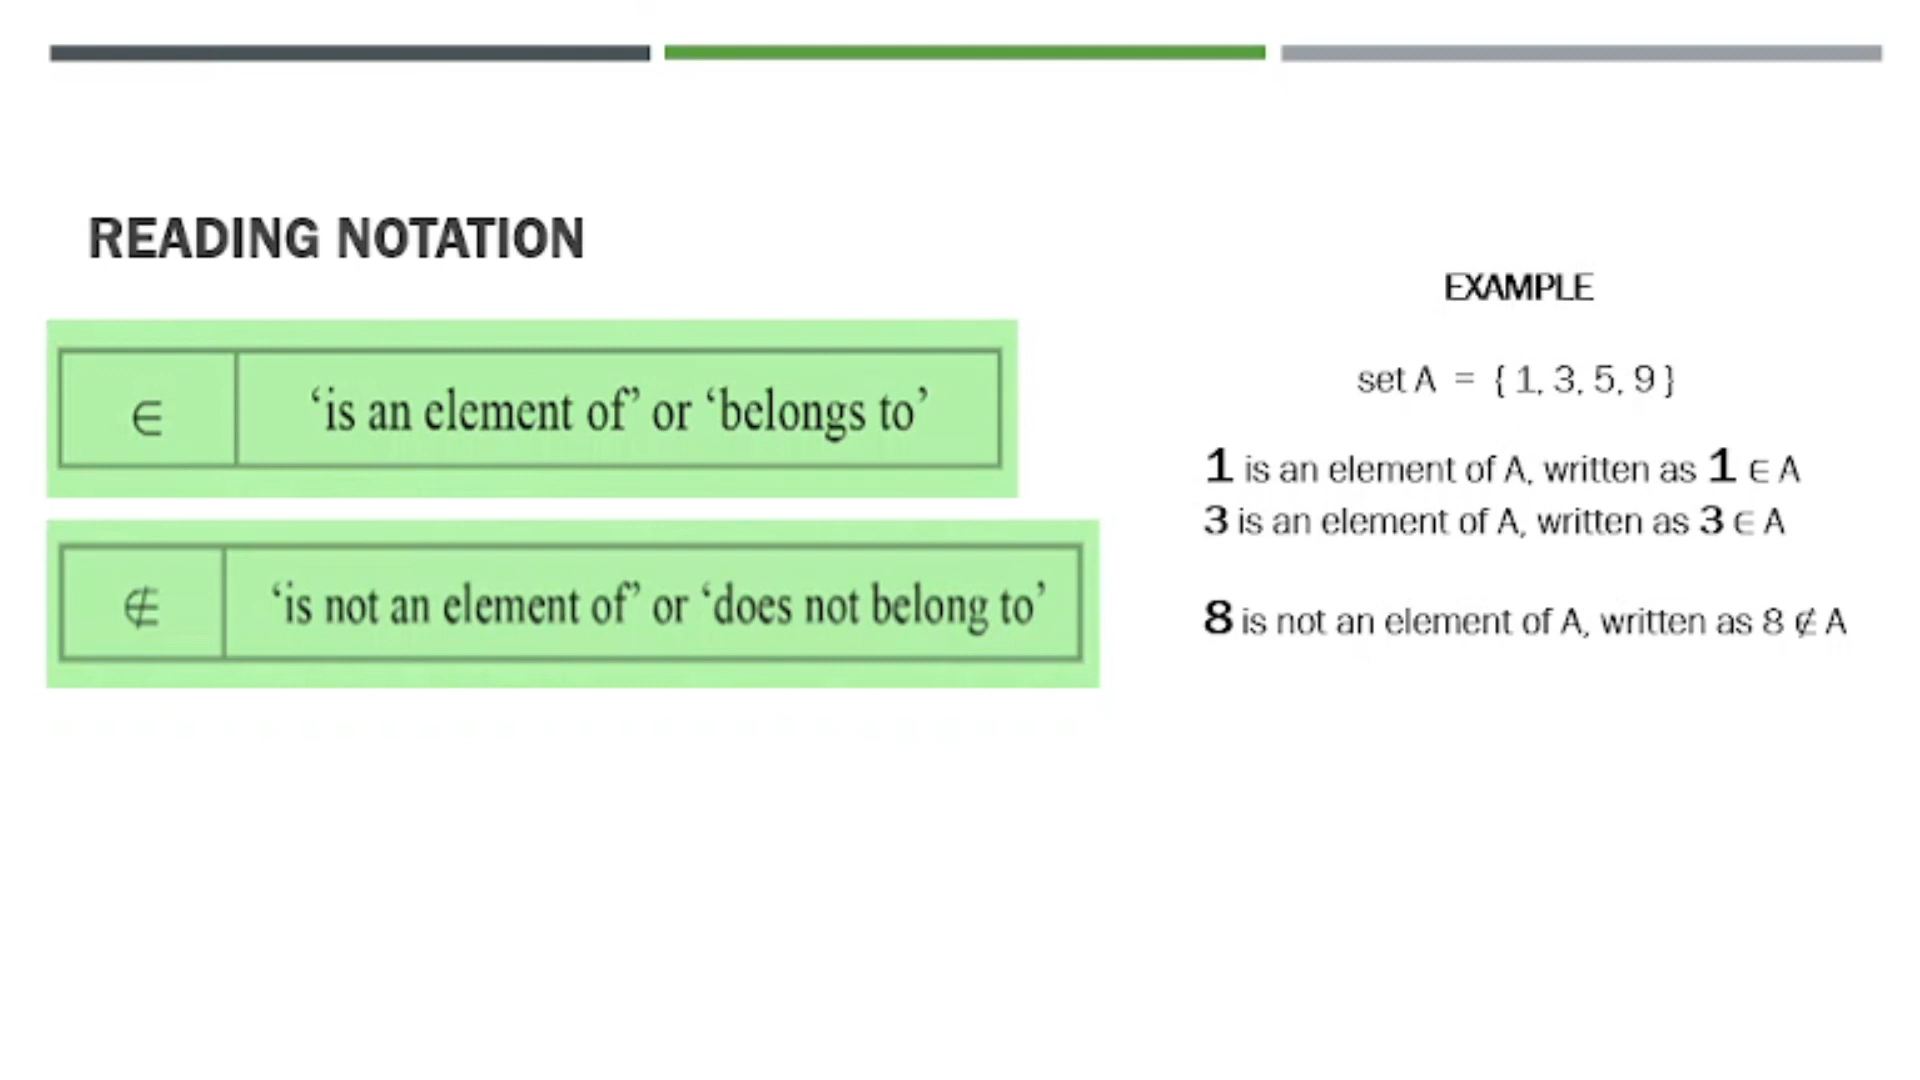 READING NOTATION
∈ ‘is an element of’ or ‘belongs to’
∉ ‘is not an element of’ or ‘does not belong to’
EXAMPLE
set A = { 1, 3, 5, 9 }
1 is an element of A, written as 1 ∈ A
3 is an element of A, written as 3 ∈ A
8 is not an element of A, written as 8 ∉ A